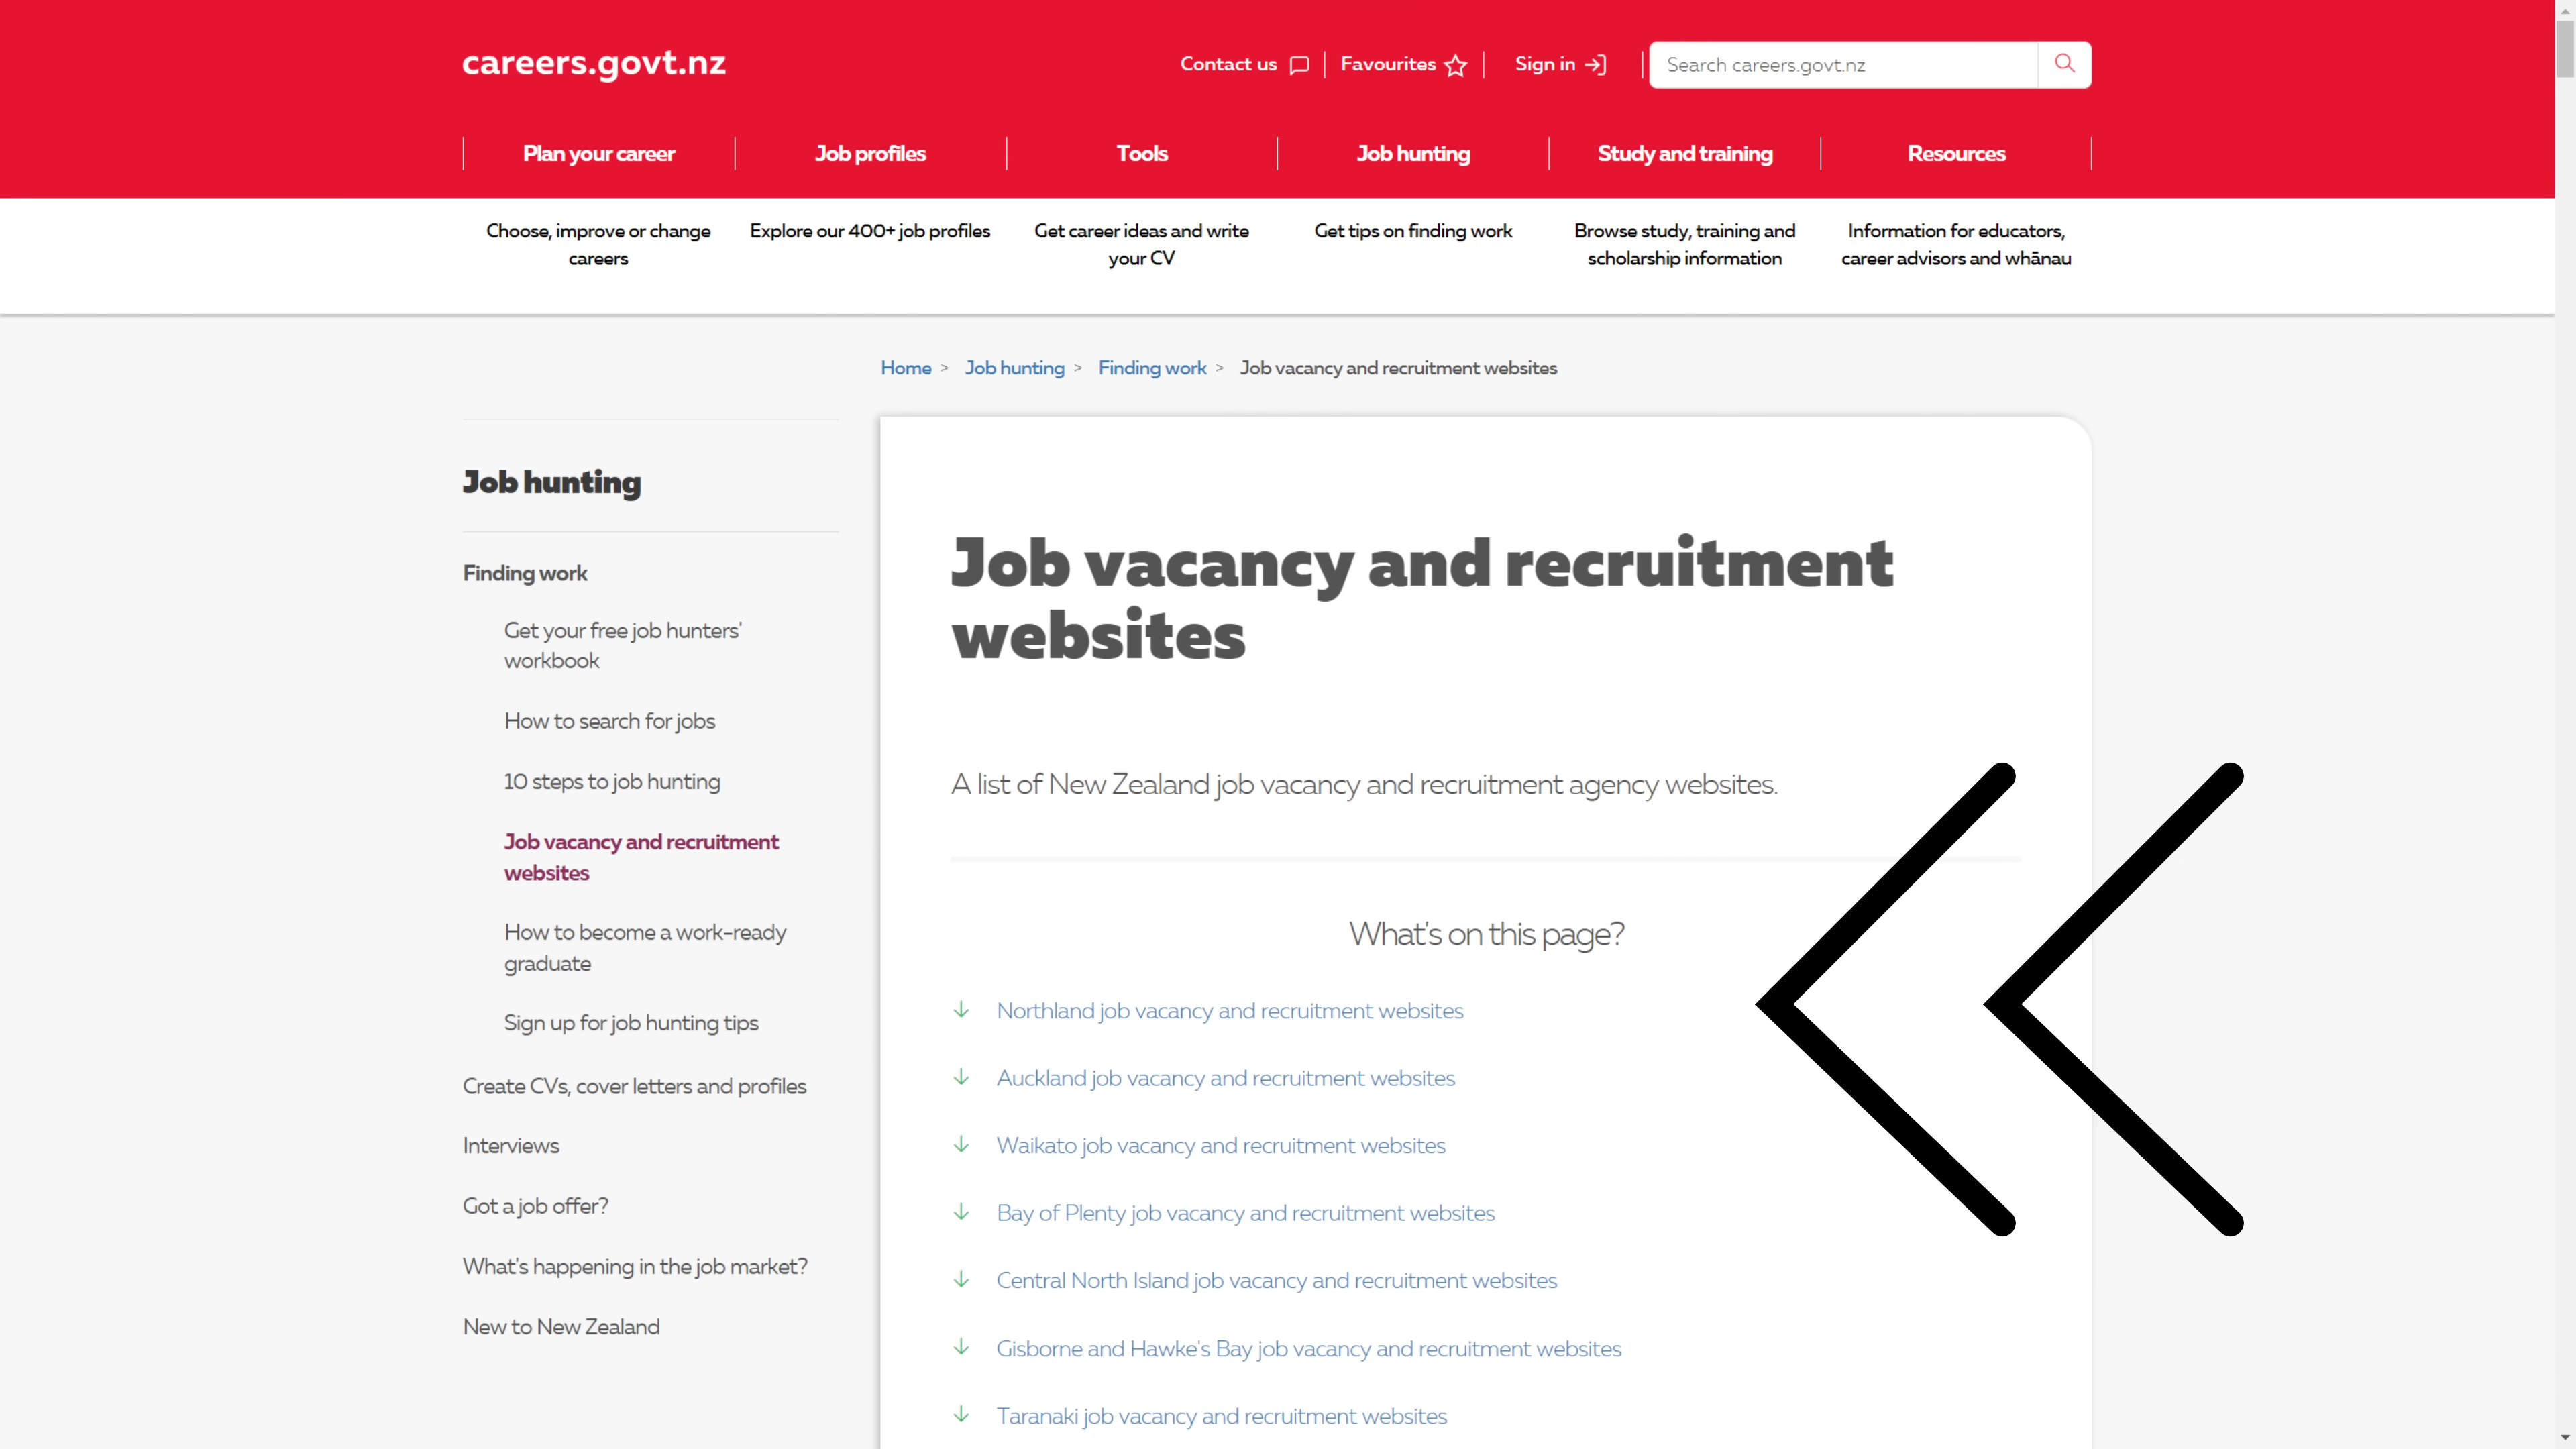 careers.govt.nz
Contact us
Favourites
Sign in
Search careers.govt.nz
Plan your career
Job profiles
Tools
Job hunting
Study and training
Resources
Choose, improve or change
careers
Explore our 400+ job profiles
Get career ideas and write
your CV
Get tips on finding work
Browse study, training and
scholarship information
Information for educators,
career advisors and whānau
Home > Job hunting > Finding work > Job vacancy and recruitment websites
Job hunting
Finding work
Get your free job hunters'
workbook
How to search for jobs
10 steps to job hunting
Job vacancy and recruitment
websites
How to become a work-ready
graduate
Sign up for job hunting tips
Create CVs, cover letters and profiles
Interviews
Got a job offer?
What's happening in the job market?
New to New Zealand
Job vacancy and recruitment
websites
A list of New Zealand job vacancy and recruitment agency websites.
What's on this page?
Northland job vacancy and recruitment websites
Auckland job vacancy and recruitment websites
Waikato job vacancy and recruitment websites
Bay of Plenty job vacancy and recruitment websites
Central North Island job vacancy and recruitment websites
Gisborne and Hawke's Bay job vacancy and recruitment websites
Taranaki job vacancy and recruitment websites